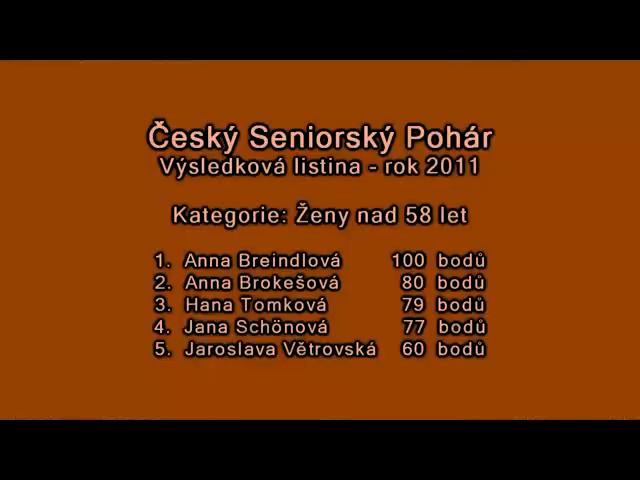 Český Seniorský Pohár
Výsledková listina - rok 2011
Kategorie: Ženy nad 58 let
1. Anna Breindlová 100 bodů
2. Anna Brokešová 80 bodů
3. Hana Tomková 79 bodů
4. Jana Schönová 77 bodů
5. Jaroslava Větrovská 60 bodů